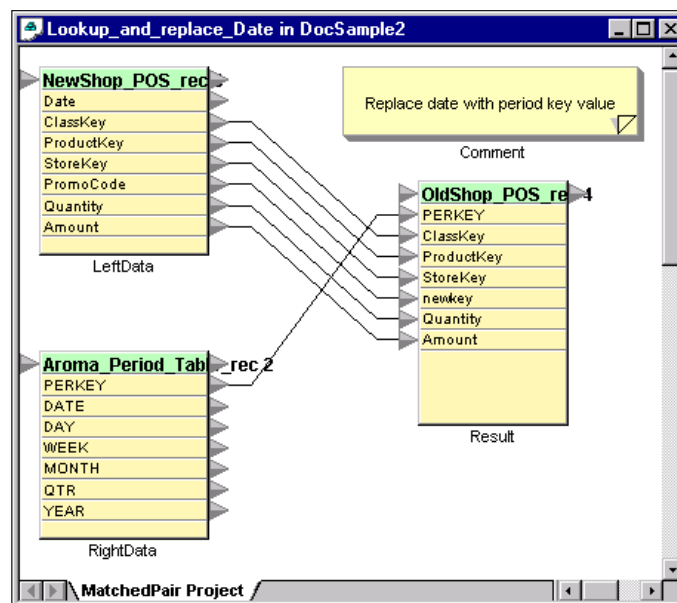 Lookup_and_replace_Date in DocSample2
NewShop_POS_rec
Date
ClassKey
ProductKey
StoreKey
PromoCode
Quantity
Amount
LeftData
Replace date with period key value
Comment
OldShop_POS_re 4
PERKEY
ClassKey
ProductKey
StoreKey
newkey
Quantity
Amount
Result
Aroma_Period_Tab _rec 2
PERKEY
DATE
DAY
WEEK
MONTH
QTR
YEAR
RightData
MatchedPair Project